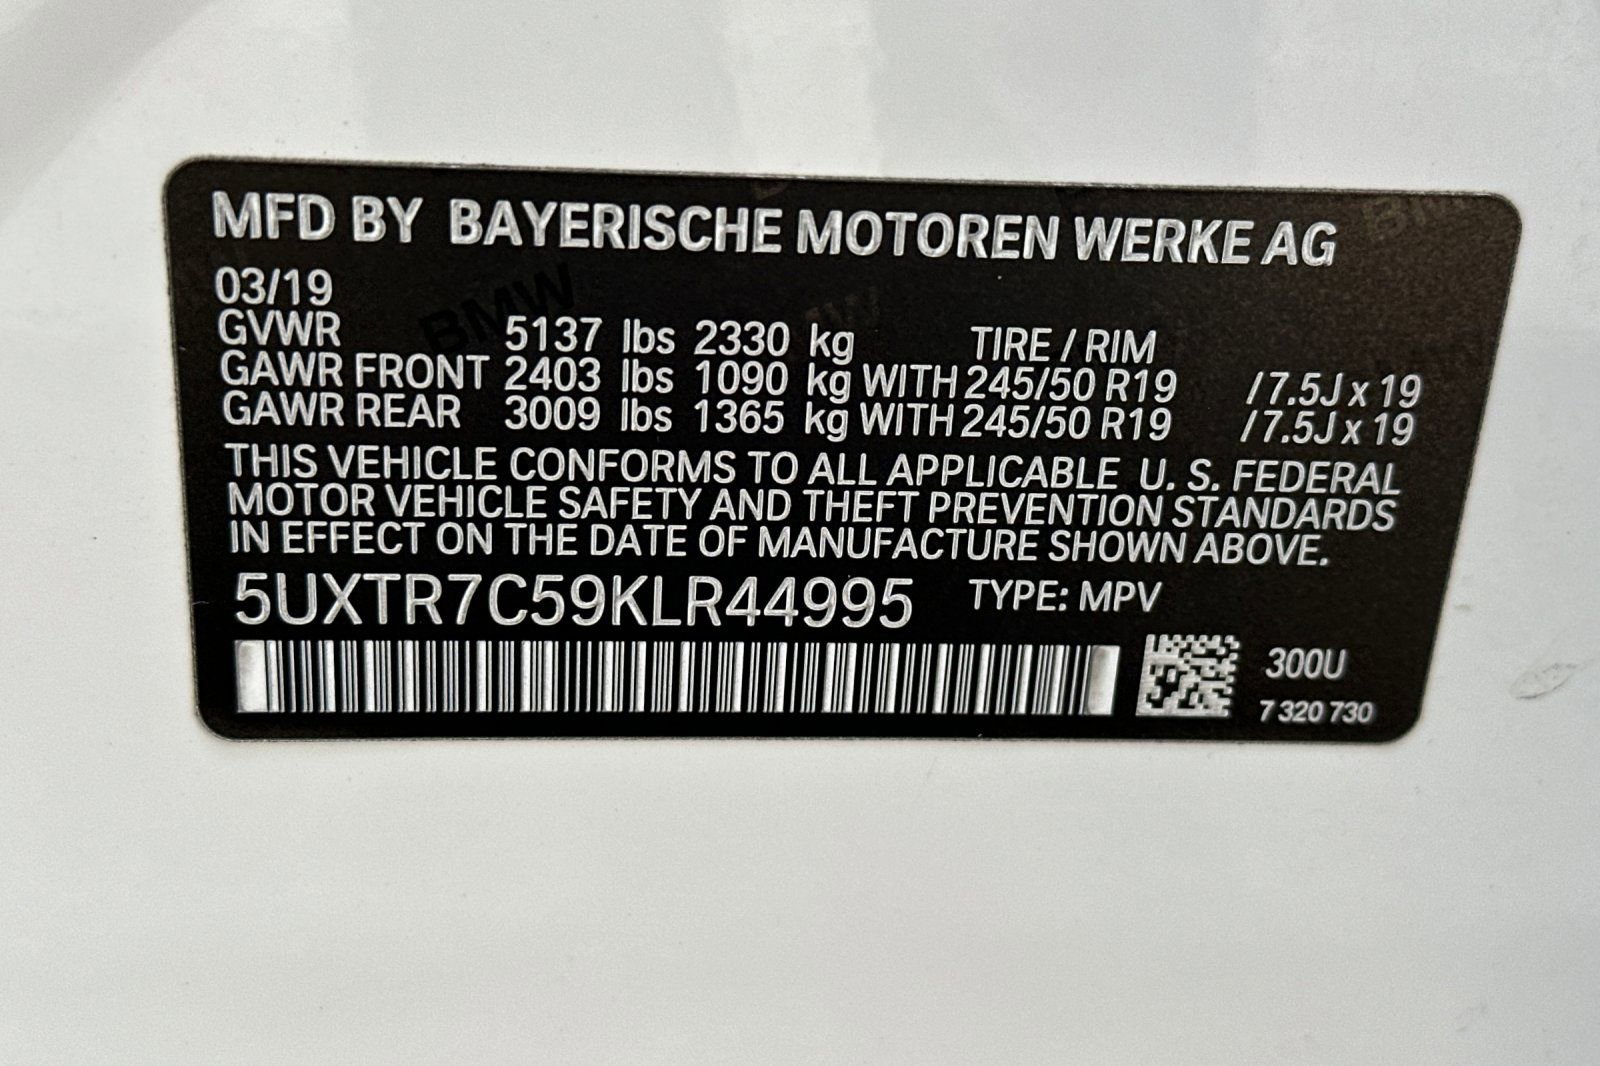 MFD BY BAYERISCHE MOTOREN WERKE AG
03/19
GVWR 5137 lbs 2330 kg TIRE / RIM
GAWR FRONT 2403 lbs 1090 kg WITH 245/50 R19 /7.5J x 19
GAWR REAR 3009 lbs 1365 kg WITH 245/50 R19 /7.5J x 19
THIS VEHICLE CONFORMS TO ALL APPLICABLE U. S. FEDERAL
MOTOR VEHICLE SAFETY AND THEFT PREVENTION STANDARDS
IN EFFECT ON THE DATE OF MANUFACTURE SHOWN ABOVE.
5UXTR7C59KLR44995 TYPE: MPV
300U
7 320 730
BMW
BMW